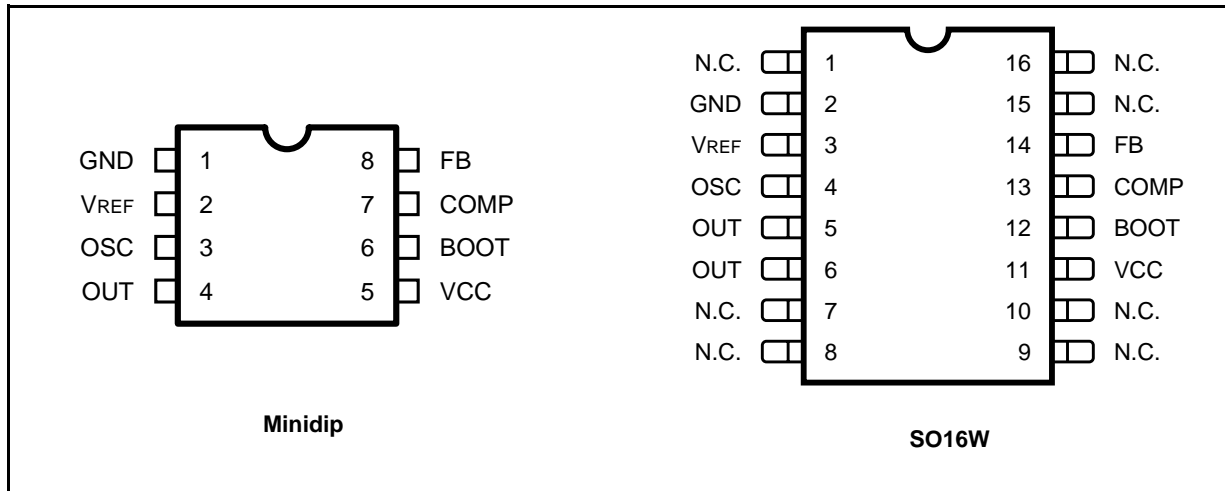 GND 1 8 FB
VREF 2 7 COMP
OSC 3 6 BOOT
OUT 4 5 VCC
Minidip
N.C. 1 16 N.C.
GND 2 15 N.C.
VREF 3 14 FB
OSC 4 13 COMP
OUT 5 12 BOOT
OUT 6 11 VCC
N.C. 7 10 N.C.
N.C. 8 9 N.C.
SO16W